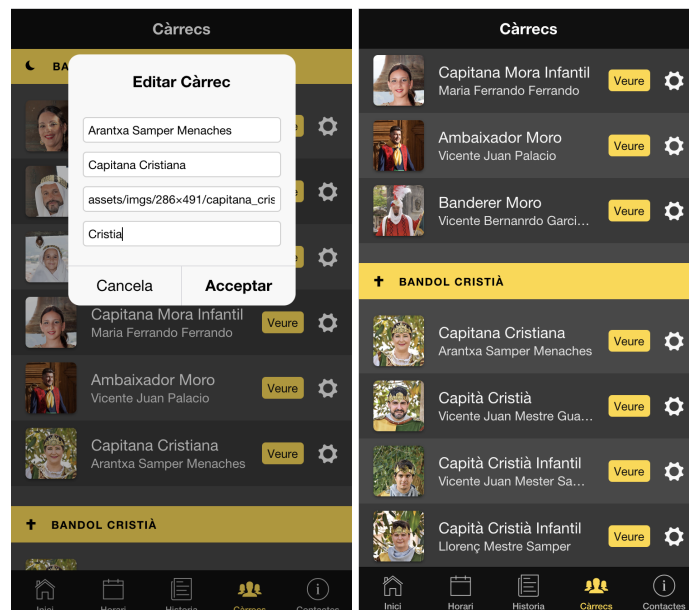 Càrrecs
BA
Editar Càrrec
Arantxa Samper Menaches
Capitana Cristiana
assets/imgs/286×491/capitana_cris
Cristia
Cancela
Acceptar
Capitana Mora Infantil
Maria Ferrando Ferrando
Veure
Ambaixador Moro
Vicente Juan Palacio
Veure
Capitana Cristiana
Arantxa Samper Menaches
Veure
BANDOL CRISTIÀ
Inici
Horari
Historia
Càrrecs
Contactes
Càrrecs
Capitana Mora Infantil
Maria Ferrando Ferrando
Veure
Ambaixador Moro
Vicente Juan Palacio
Veure
Banderer Moro
Vicente Bernanrdo Garci...
Veure
BANDOL CRISTIÀ
Capitana Cristiana
Arantxa Samper Menaches
Veure
Capità Cristià
Vicente Juan Mestre Gua...
Veure
Capità Cristià Infantil
Vicente Juan Mester Sa...
Veure
Capità Cristià Infantil
Llorenç Mestre Samper
Veure
Inici
Horari
Historia
Càrrecs
Contactes